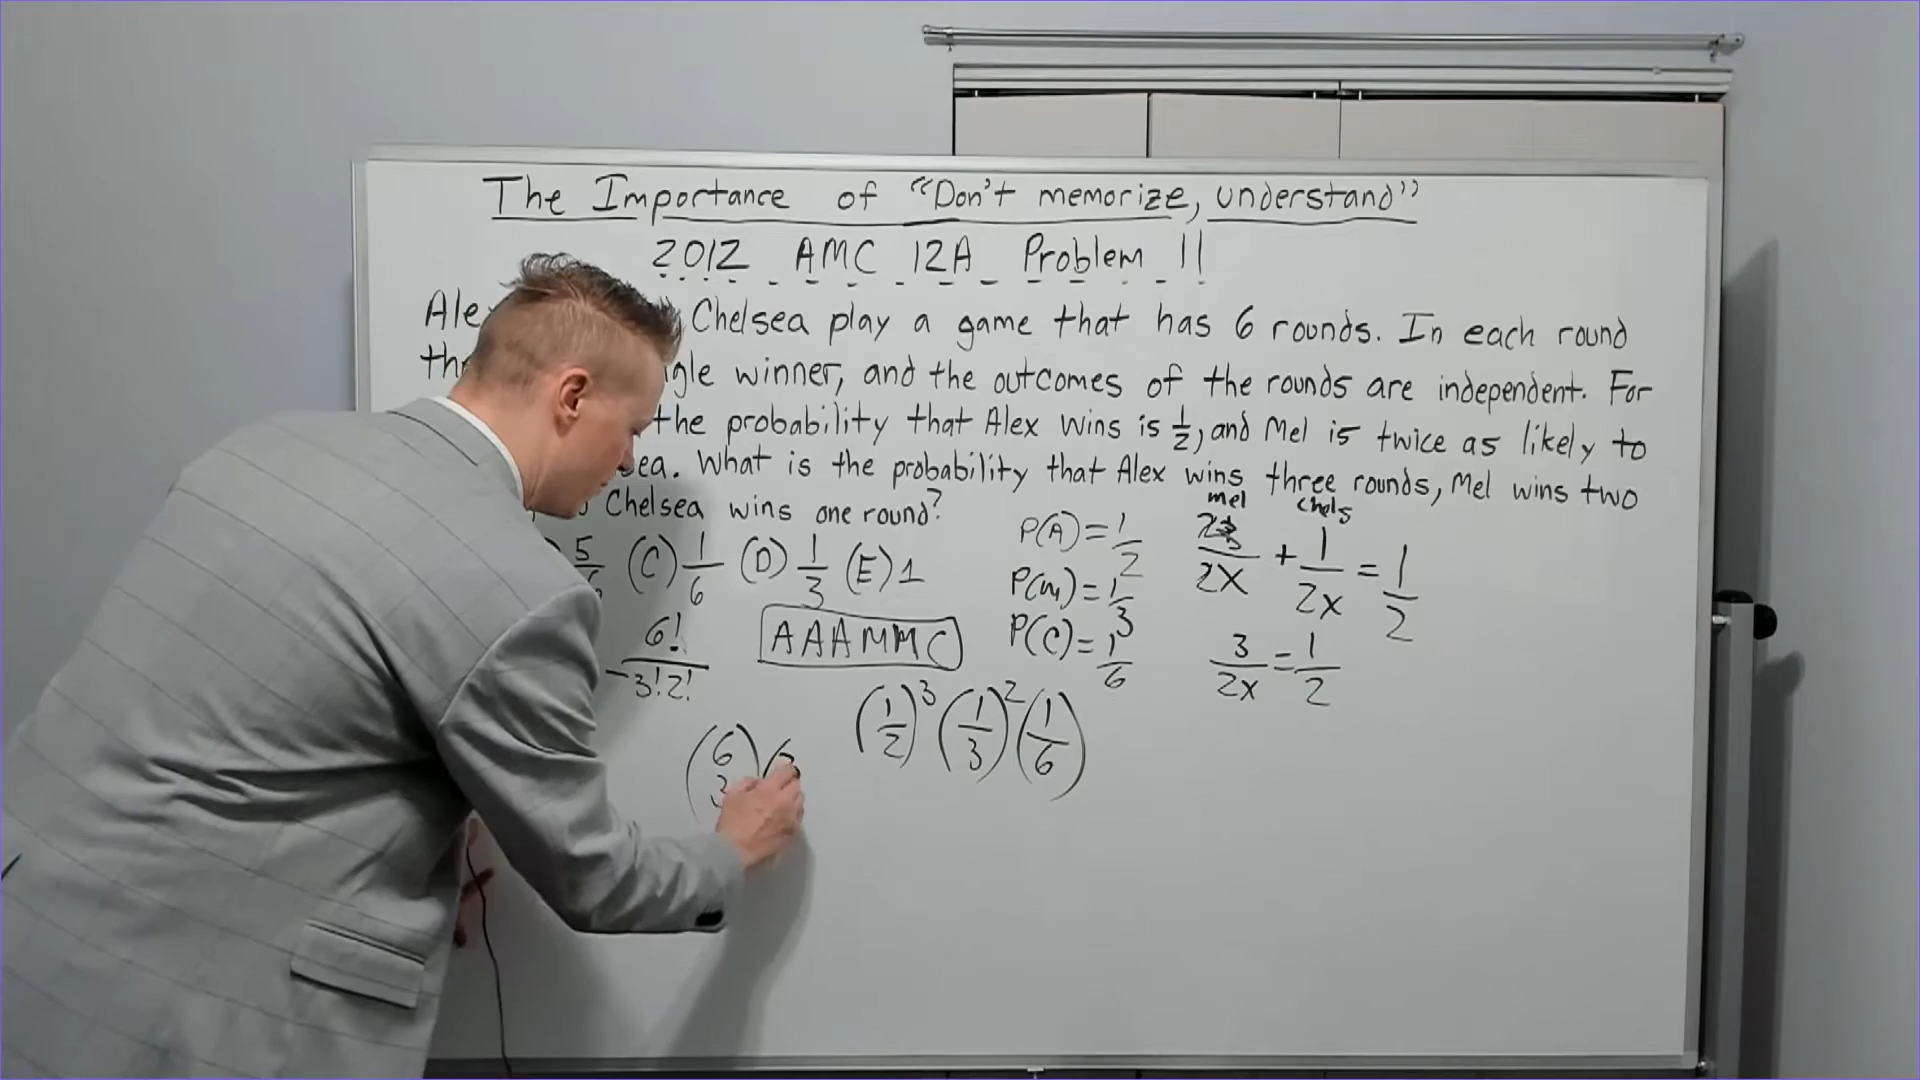 The Importance of "Don't memorize, understand"
2012 AMC 12A Problem 11
Chelsea play a game that has 6 rounds. In each round
winner, and the outcomes of the rounds are independent. For
the probability that Alex wins is 1/2, and Mel is twice as likely to
What is the probability that Alex wins three rounds, Mel wins two
Chelsea wins one round?
(C) 1/6 (D) 1/3 (E) 1
6!/3!2!
AAAMMC
P(A)=1/2
P(M)=1/3
P(C)=1/6
mel chels
/2x + 1/2x = 1/2
3/2x = 1/2
(1/2)^3 (1/3)^2 (1/6)
(6 3)(3